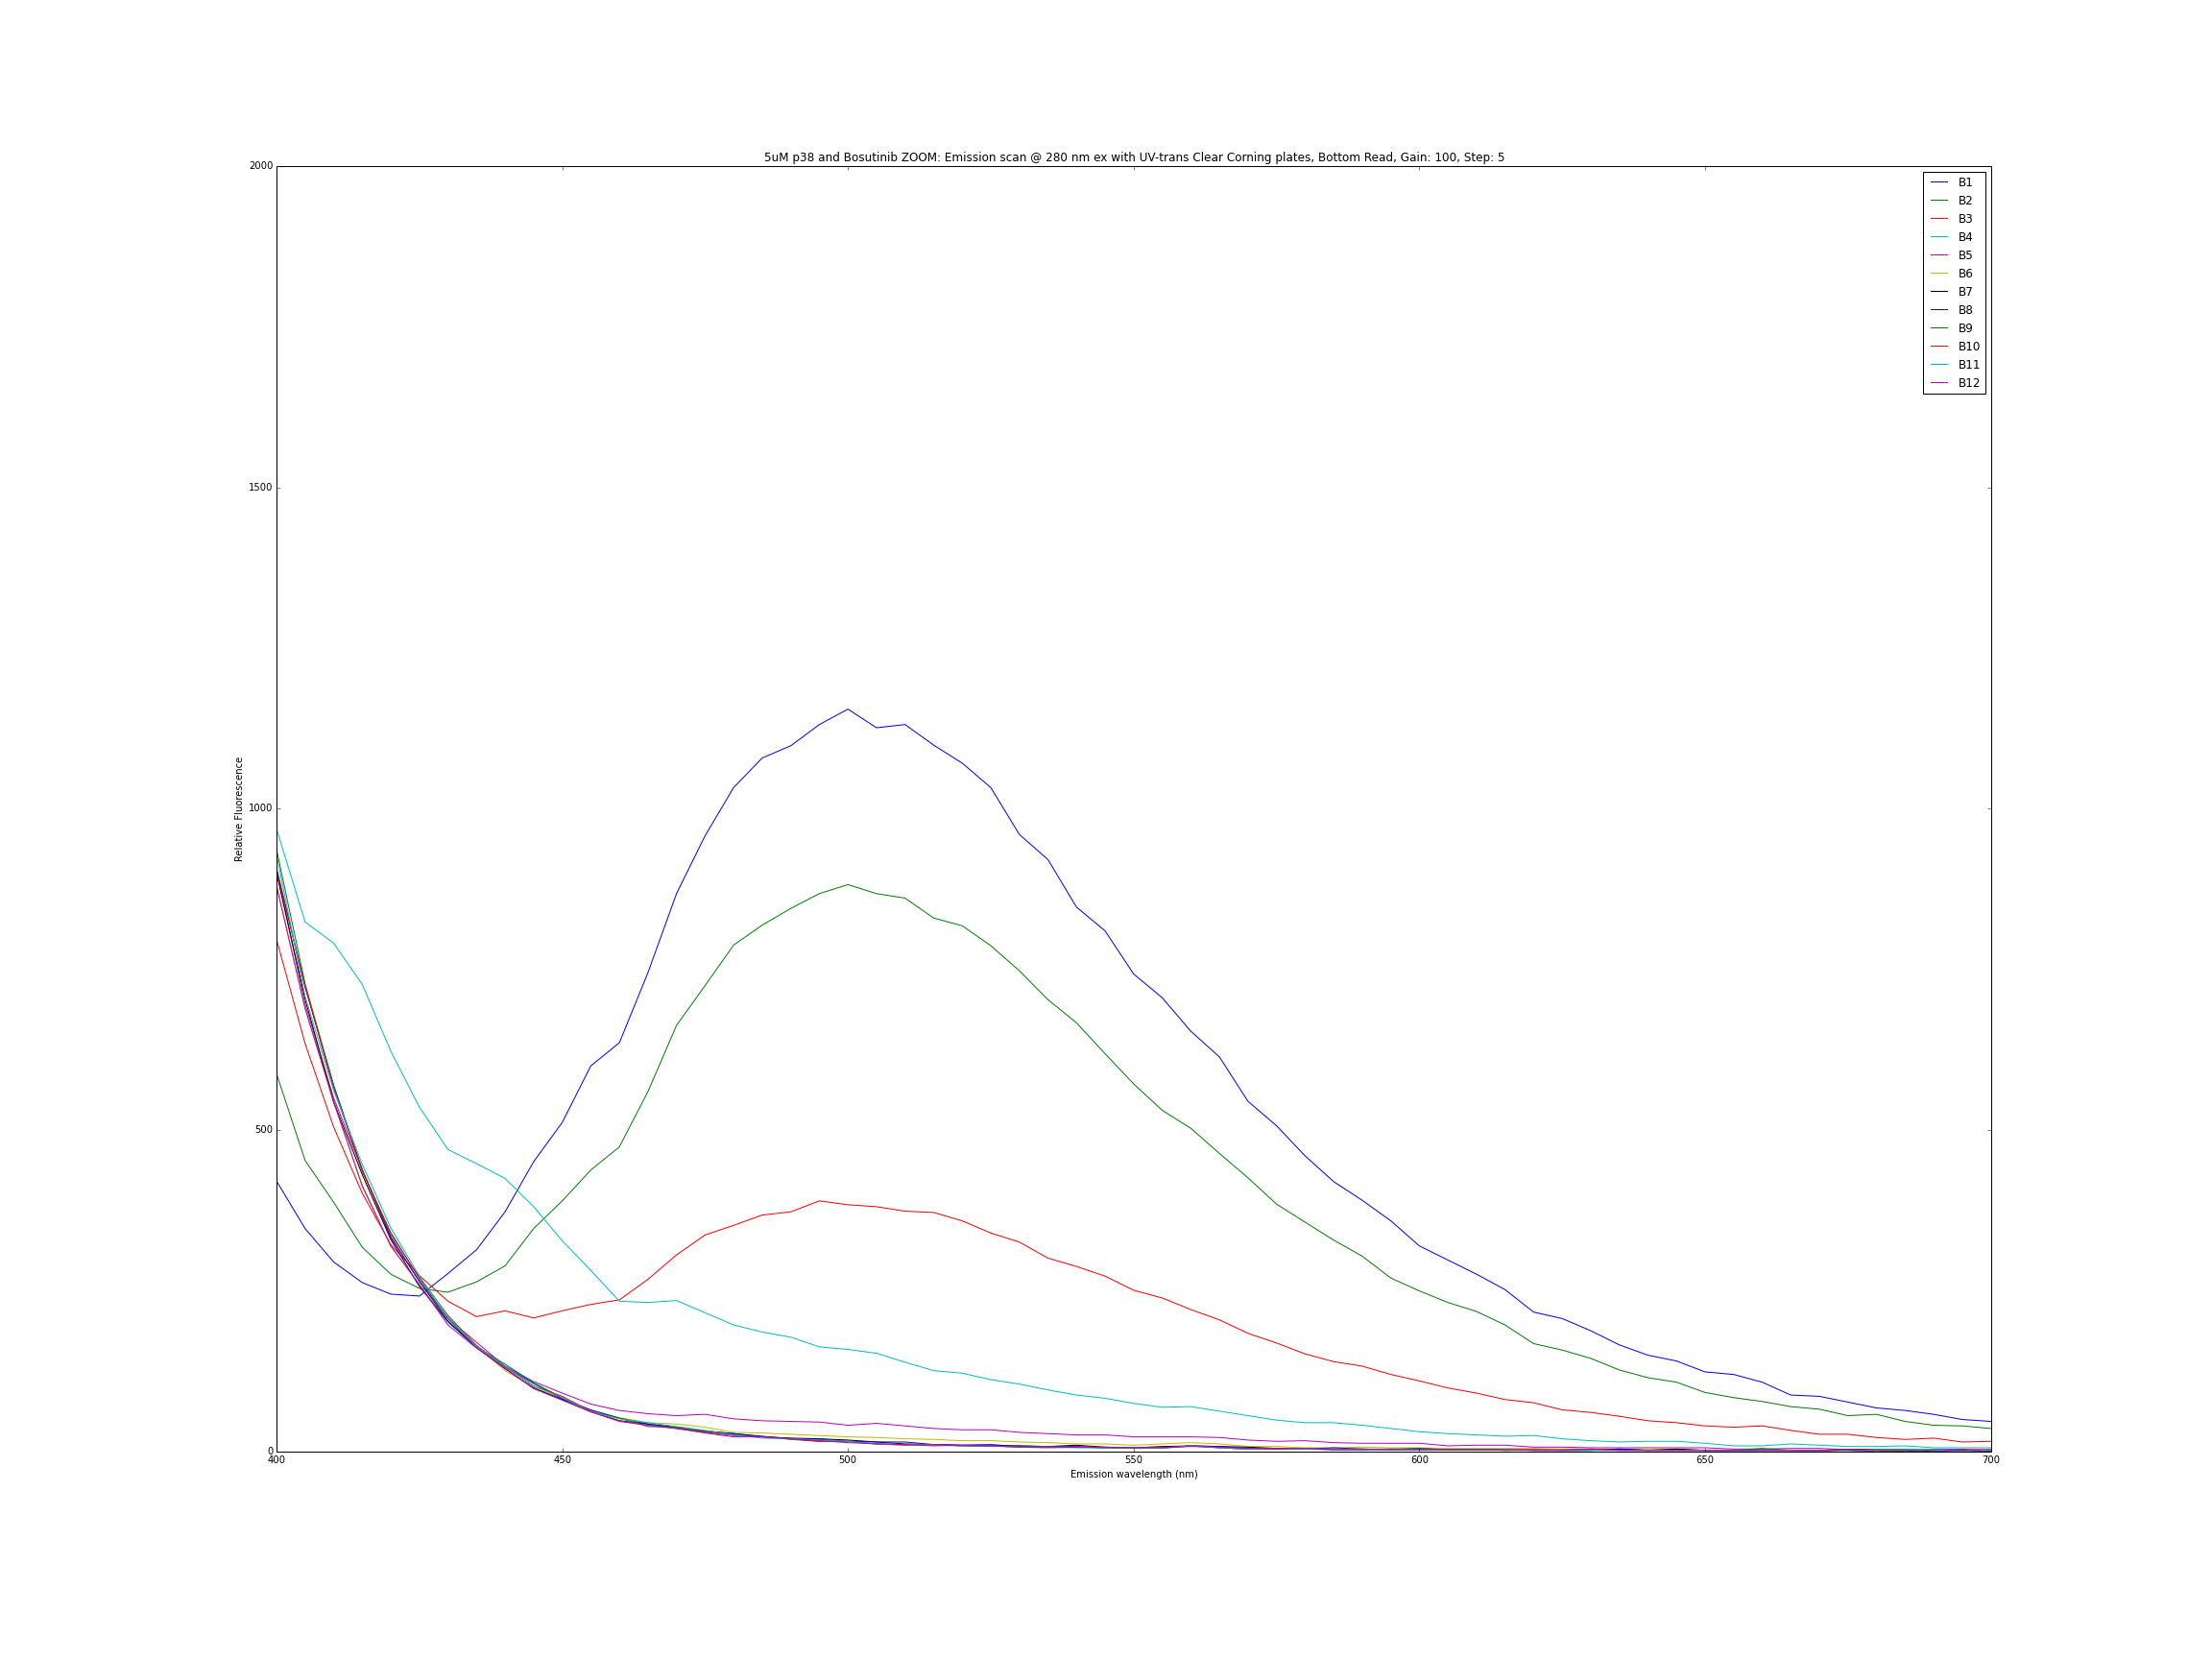 5uM p38 and Bosutinib ZOOM: Emission scan @ 280 nm ex with UV-trans Clear Corning plates, Bottom Read, Gain: 100, Step: 5
2000
1500
1000
500
0
Relative Fluorescence
B1
B2
B3
B4
B5
B6
B7
B8
B9
B10
B11
B12
400
450
500
550
600
650
700
Emission wavelength (nm)